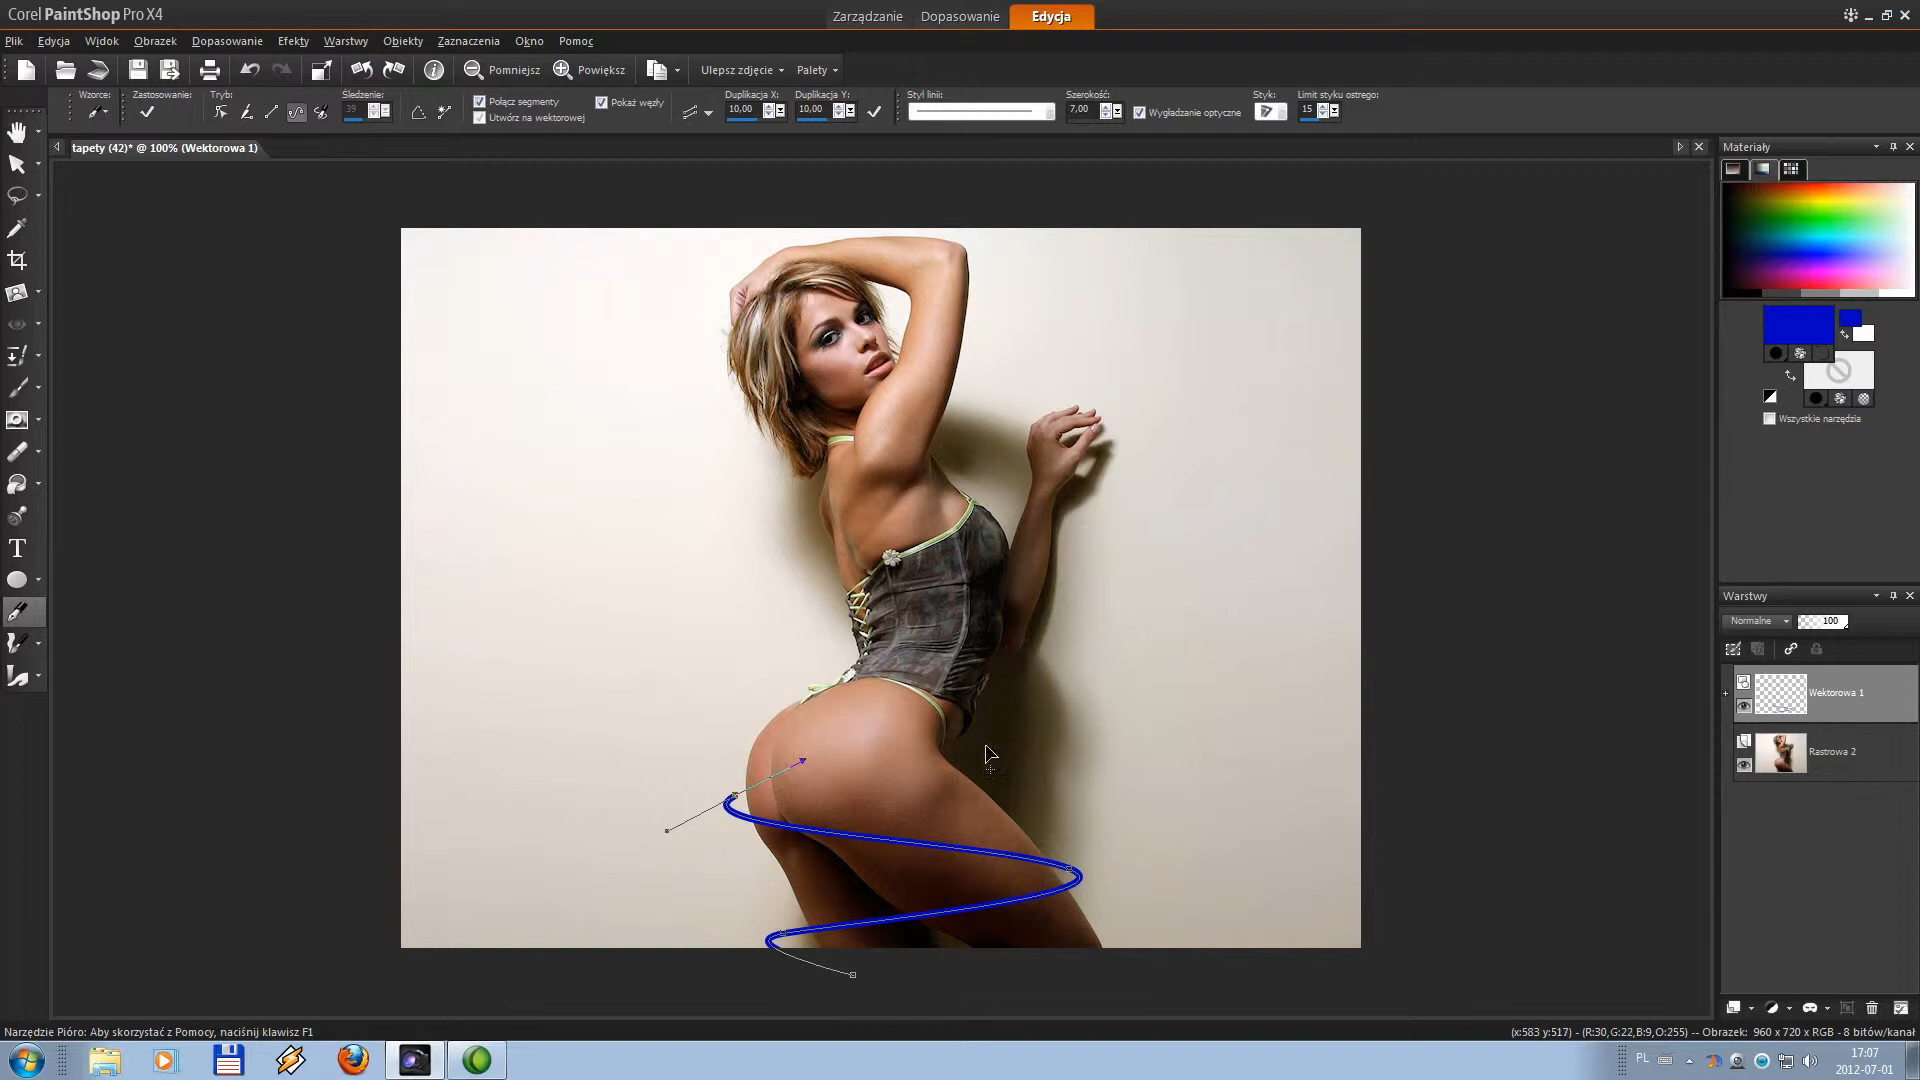 Corel PaintShop Pro X4
Zarządzanie Dopasowanie Edycja
Plik Edycja Widok Obrazek Dopasowanie Efekty Warstwy Obiekty Zaznaczenia Okno Pomoc
Pomniejsz Powiększ Ulepsz zdjęcie Palety
Wzorce: Zastosowanie: Tryb: Śledzenie: Połącz segmenty Pokaż węzły Duplikacja X: Duplikacja Y: Styl linii: Szerokość: Styk: Limit styku ostrego:
39 Utwórz na wektorowej 10,00 10,00 7,00 Wygładzanie optyczne 15
tapety (42)* @ 100% (Wektorowa 1)
Materiały
Wszystkie narzędzia
Warstwy
Normalne 100
Wektorowa 1
Rastrowa 2
T
Narzędzie Pióro: Aby skorzystać z Pomocy, naciśnij klawisz F1
(x:583 y:517) - (R:30,G:22,B:9,O:255) -- Obrazek: 960 x 720 x RGB - 8 bitów/kanał
PL
17:07
2012-07-01